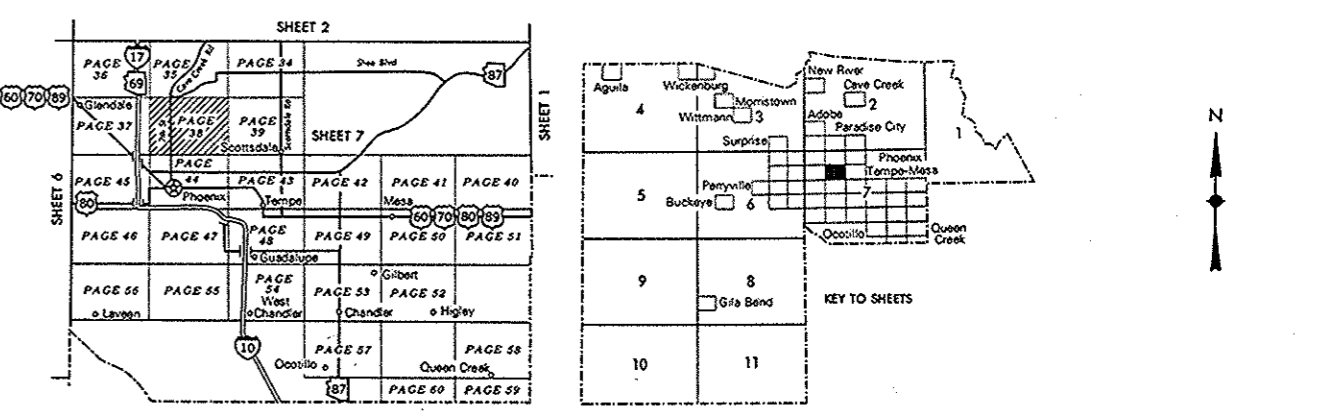 SHEET 2
PAGE 36
17
69
PAGE 35
Cave Creek Rd
PAGE 34
Shea Blvd
87
60 70 89
Glendale
PAGE 37
7th St
PAGE 38
PAGE 39
Scottsdale Rd
Scottsdale
SHEET 7
SHEET 1
SHEET 6
PAGE 45
PAGE 44
PAGE 43
PAGE 42
PAGE 41
PAGE 40
80
Phoenix
Tempe
Mesa
60 70 80 89
PAGE 46
PAGE 47
PAGE 48
PAGE 49
PAGE 50
PAGE 51
Guadalupe
Gilbert
PAGE 56
PAGE 55
PAGE 54
PAGE 53
PAGE 52
Laveen
West Chandler
Chandler
Higley
10
PAGE 57
PAGE 58
Ocotillo
Queen Creek
87
PAGE 60
PAGE 59
Aguila
Wickenburg
New River
Cave Creek
4
Morristown
2
Wittmann
3
Adobe
Paradise City
1
Surprise
Phoenix
Tempe-Mesa
5
Perryville
7
Buckeye
6
Ocotillo
Queen
Creek
9
8
Gila Bend
KEY TO SHEETS
10
11
N